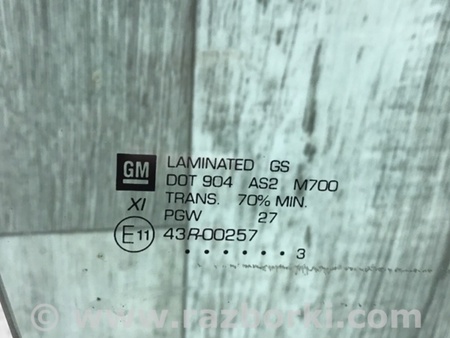 GM LAMINATED GS
DOT 904 AS2 M700
XI TRANS. 70% MIN.
PGW 27
E11 43R-00257
. . . . . . 3
© www.razborki.com